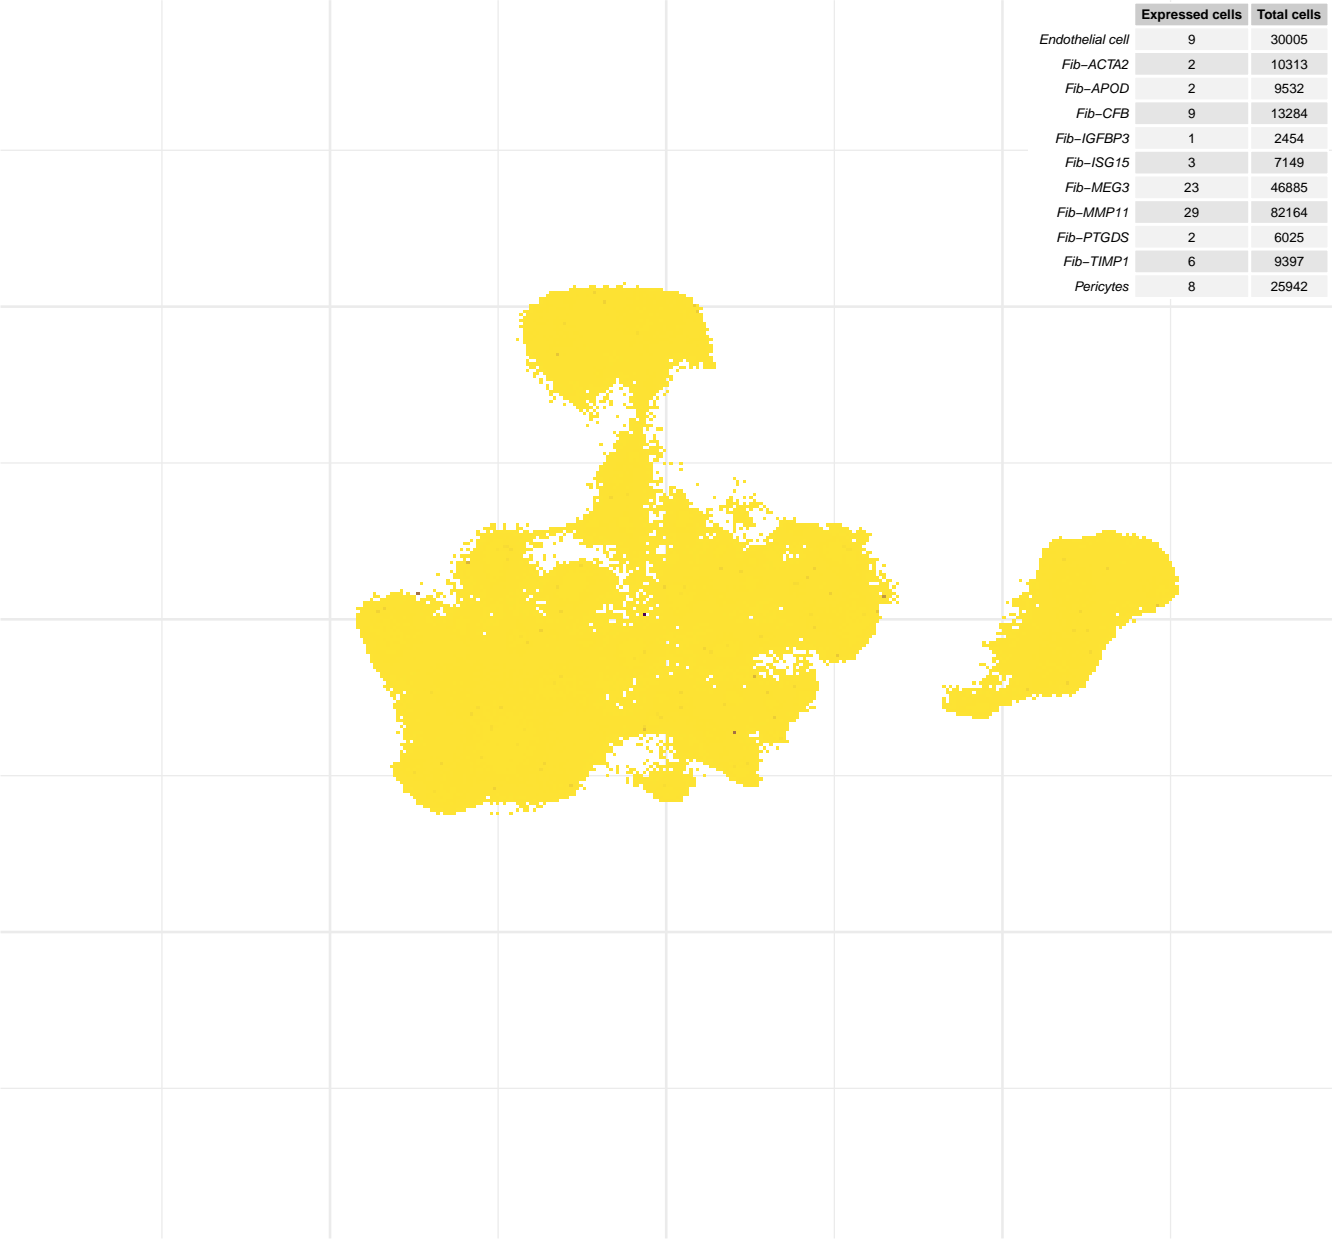 Expressed cells Total cells
Endothelial cell 9 30005
Fib−ACTA2 2 10313
Fib−APOD 2 9532
Fib−CFB 9 13284
Fib−IGFBP3 1 2454
Fib−ISG15 3 7149
Fib−MEG3 23 46885
Fib−MMP11 29 82164
Fib−PTGDS 2 6025
Fib−TIMP1 6 9397
Pericytes 8 25942